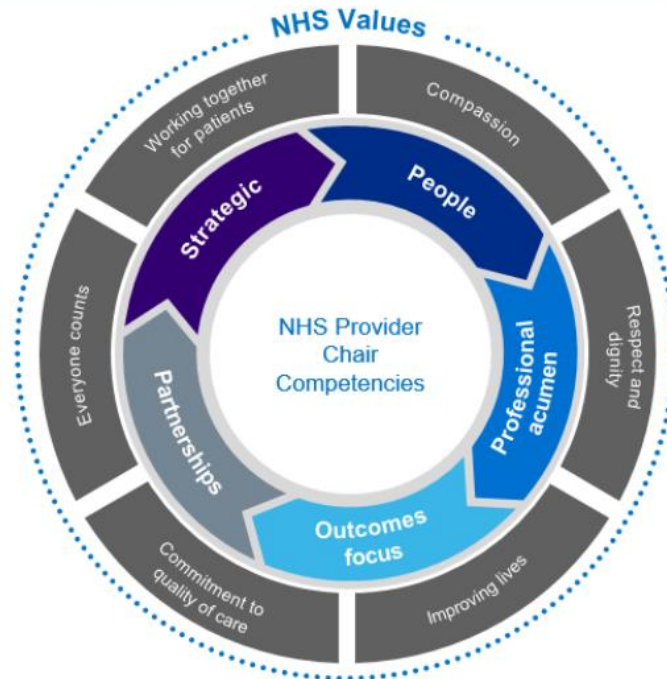 NHS Values
Working together
for patients
Compassion
Respect and
dignity
Improving lives
Commitment to
quality of care
Everyone counts
Strategic
People
Professional
acumen
Outcomes
focus
Partnerships
NHS Provider
Chair
Competencies